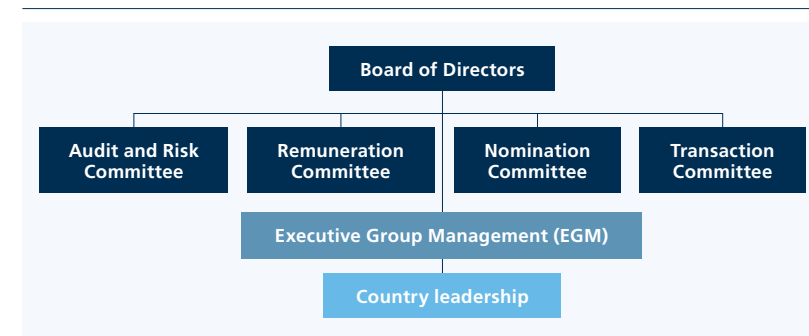 Board of Directors
Audit and Risk
Committee
Remuneration
Committee
Nomination
Committee
Transaction
Committee
Executive Group Management (EGM)
Country leadership